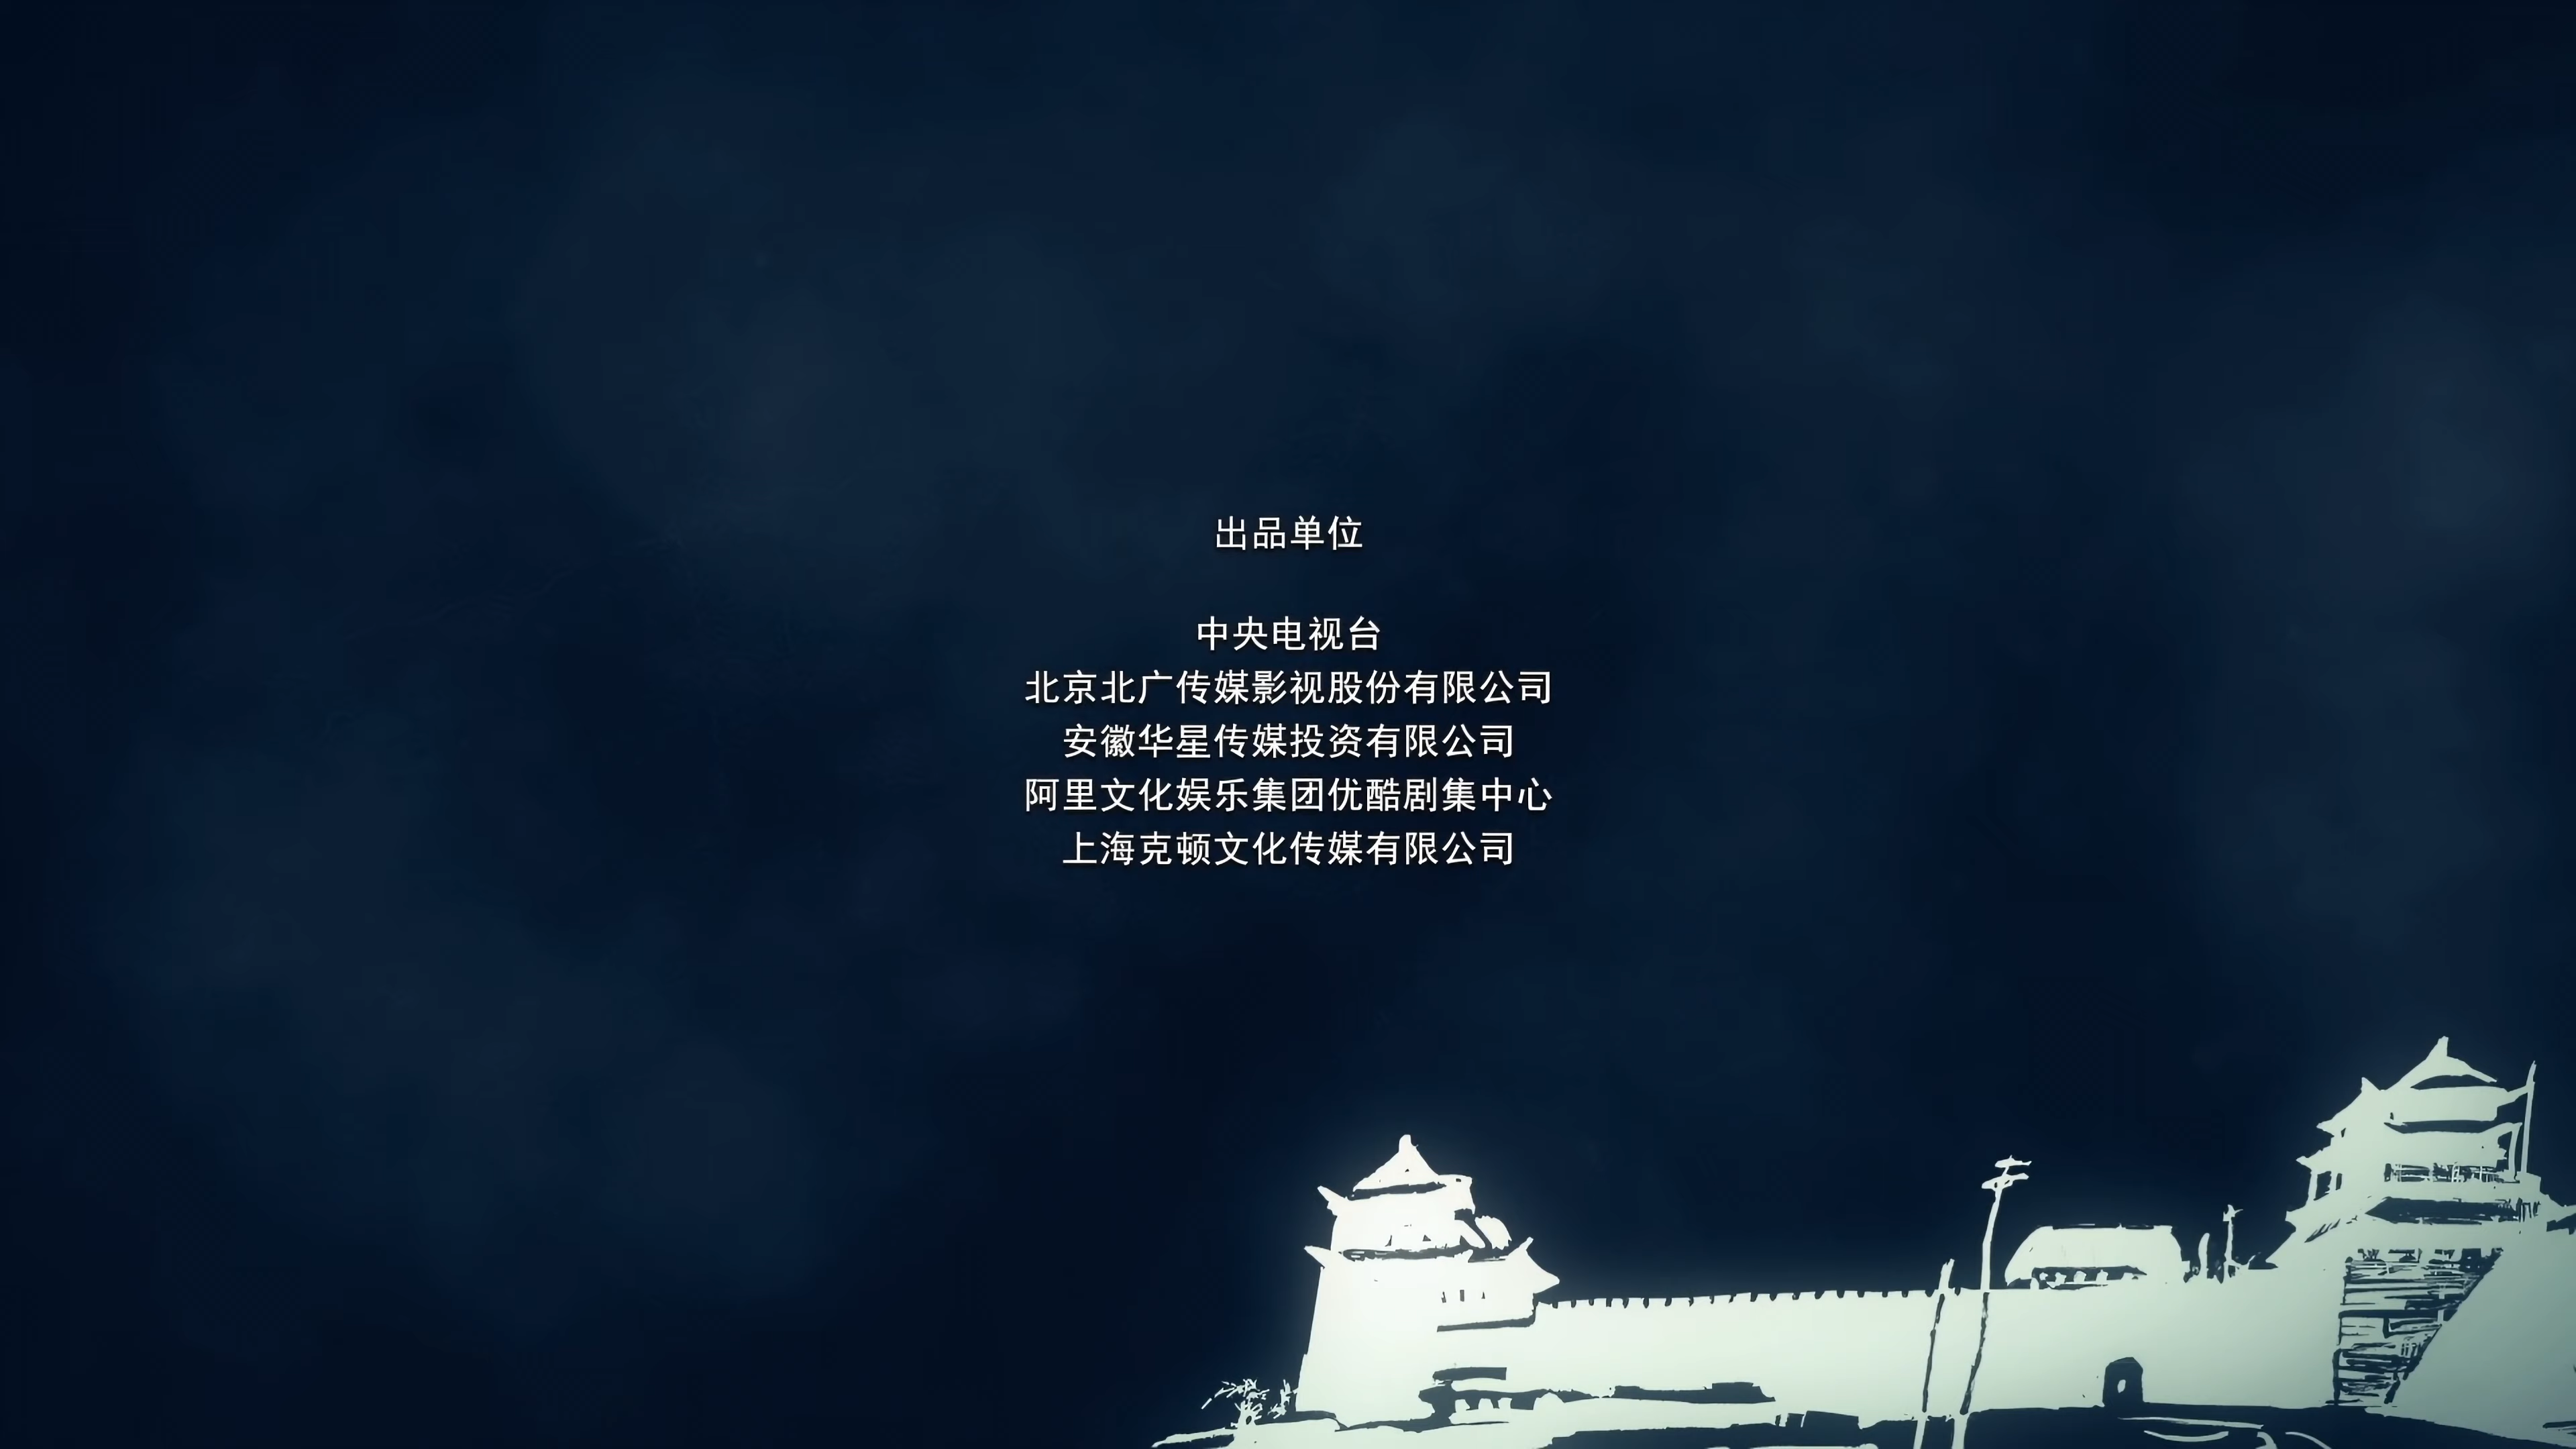 出品单位
中央电视台
北京北广传媒影视股份有限公司
安徽华星传媒投资有限公司
阿里文化娱乐集团优酷剧集中心
上海克顿文化传媒有限公司